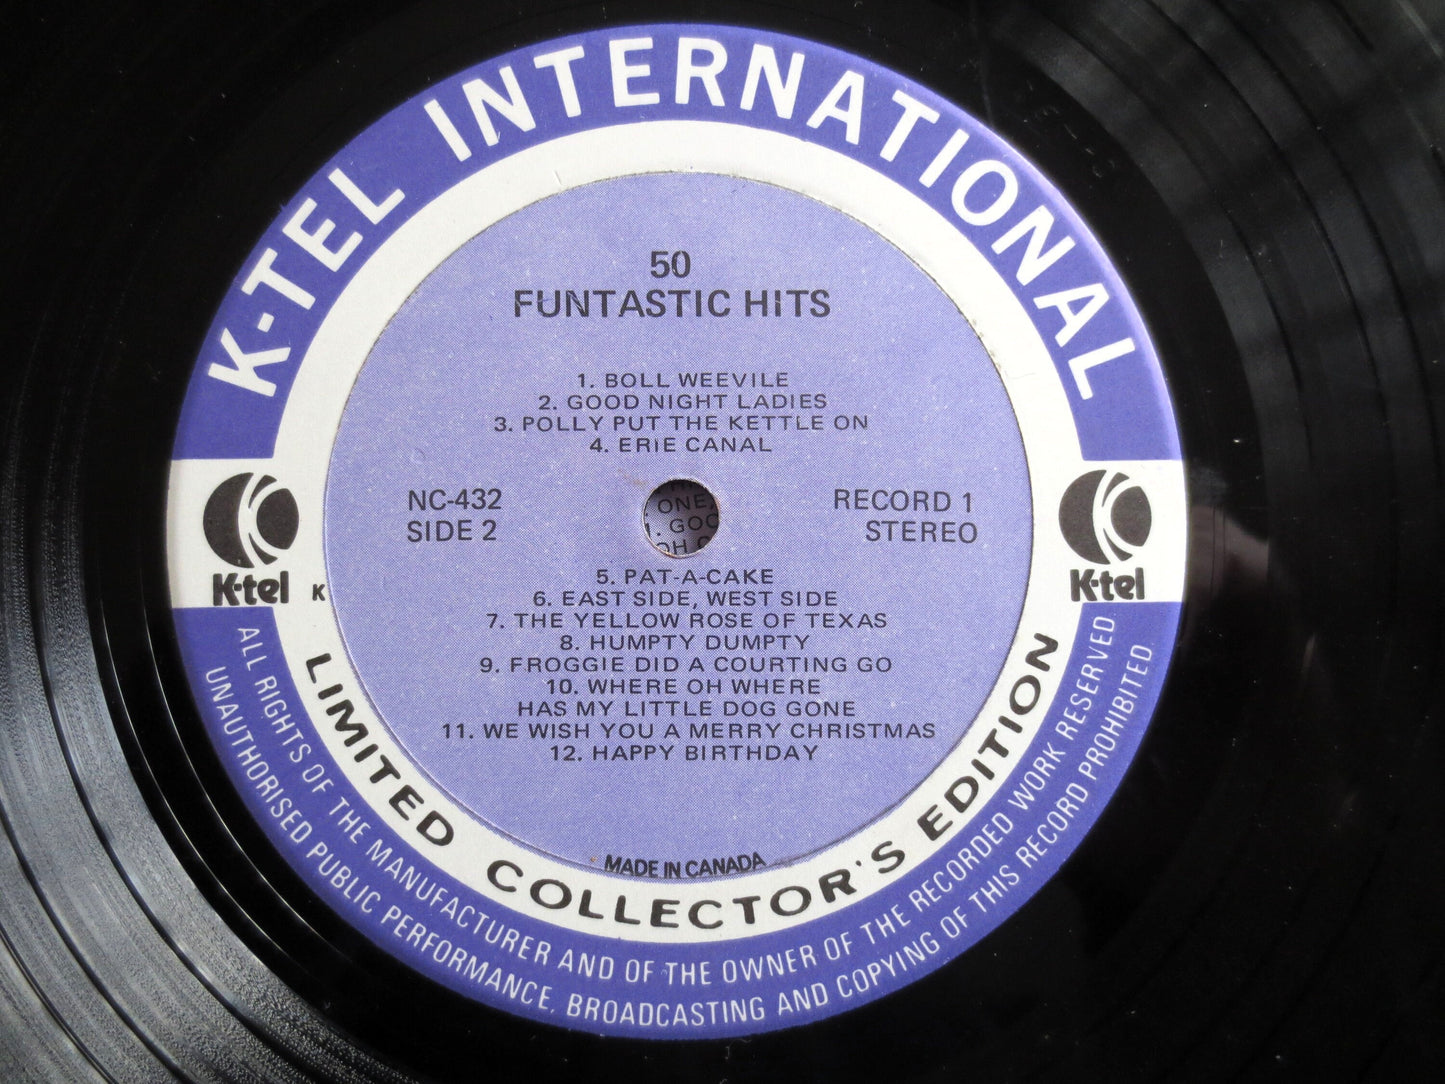 K-TEL INTERNATIONAL
50
FUNTASTIC HITS
1. BOLL WEEVILE
2. GOOD NIGHT LADIES
3. POLLY PUT THE KETTLE ON
4. ERIE CANAL
NC-432
SIDE 2
RECORD 1
STEREO
ONE,
GOO
OH
K-tel
K
K-tel
5. PAT-A-CAKE
6. EAST SIDE, WEST SIDE
7. THE YELLOW ROSE OF TEXAS
8. HUMPTY DUMPTY
9. FROGGIE DID A COURTING GO
10. WHERE OH WHERE
HAS MY LITTLE DOG GONE
11. WE WISH YOU A MERRY CHRISTMAS
12. HAPPY BIRTHDAY
MADE IN CANADA
LIMITED COLLECTOR'S EDITION
ALL RIGHTS OF THE MANUFACTURER AND OF THE OWNER OF THE RECORDED WORK RESERVED
UNAUTHORISED PUBLIC PERFORMANCE, BROADCASTING AND COPYING OF THIS RECORD PROHIBITED